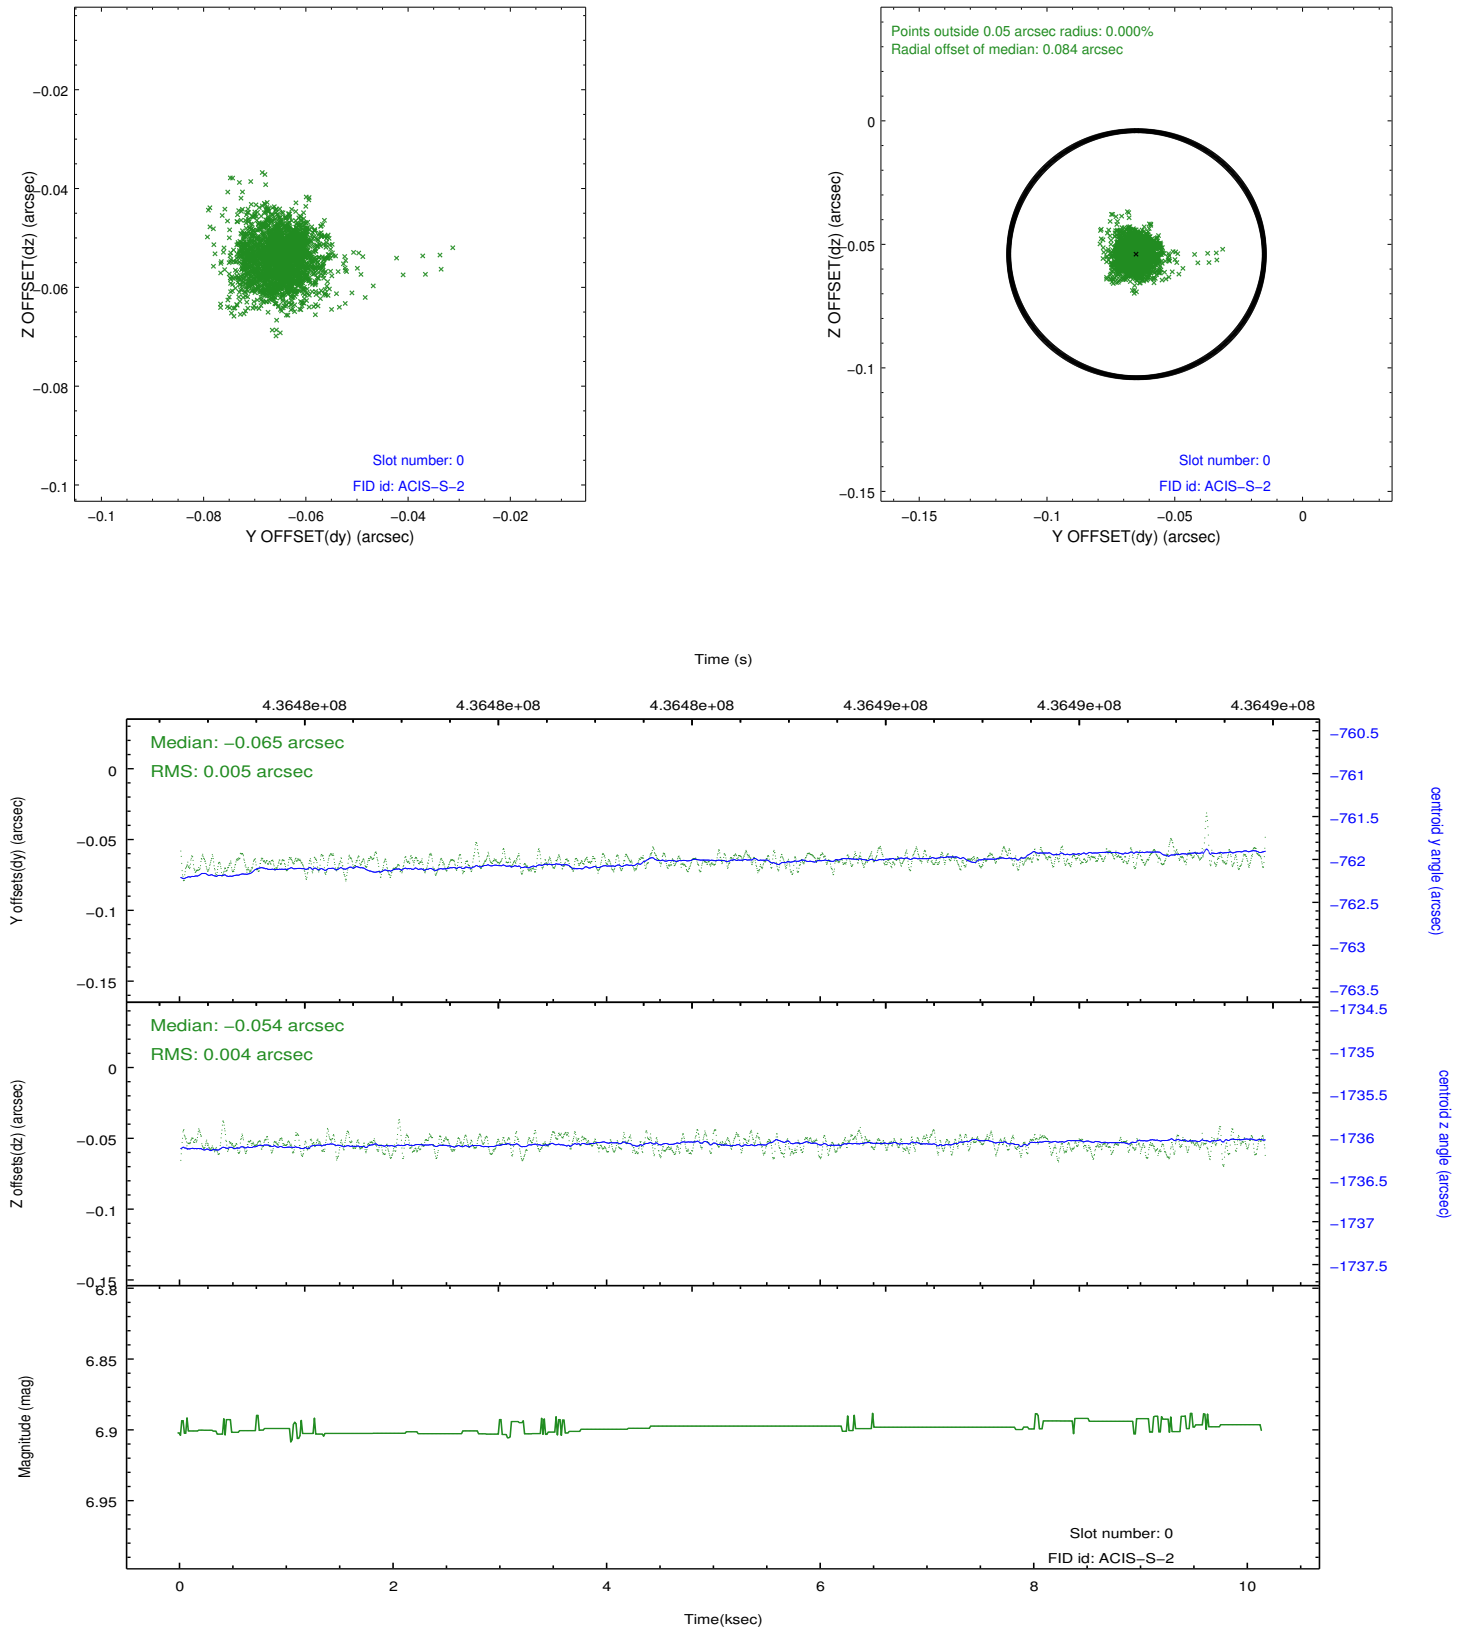 Points outside 0.05 arcsec radius: 0.000%
Radial offset of median: 0.084 arcsec
−0.02
−0.04
−0.06
−0.08
−0.1
Z OFFSET(dz) (arcsec)
Slot number: 0
FID id: ACIS−S−2
−0.1 −0.08 −0.06 −0.04 −0.02
Y OFFSET(dy) (arcsec)
0
−0.05
−0.1
−0.15
Z OFFSET(dz) (arcsec)
Slot number: 0
FID id: ACIS−S−2
−0.15 −0.1 −0.05 0
Y OFFSET(dy) (arcsec)
Time (s)
4.3648e+08 4.3648e+08 4.3648e+08 4.3649e+08 4.3649e+08 4.3649e+08
Median: −0.065 arcsec
RMS: 0.005 arcsec
0
−0.05
−0.1
−0.15
Y offsets(dy) (arcsec)
−760.5
−761
−761.5
−762
−762.5
−763
−763.5
centroid y angle (arcsec)
Median: −0.054 arcsec
RMS: 0.004 arcsec
0
−0.05
−0.1
−0.15
Z offsets(dz) (arcsec)
−1734.5
−1735
−1735.5
−1736
−1736.5
−1737
−1737.5
centroid z angle (arcsec)
6.8
6.85
6.9
6.95
Magnitude (mag)
Slot number: 0
FID id: ACIS−S−2
0 2 4 6 8 10
Time(ksec)